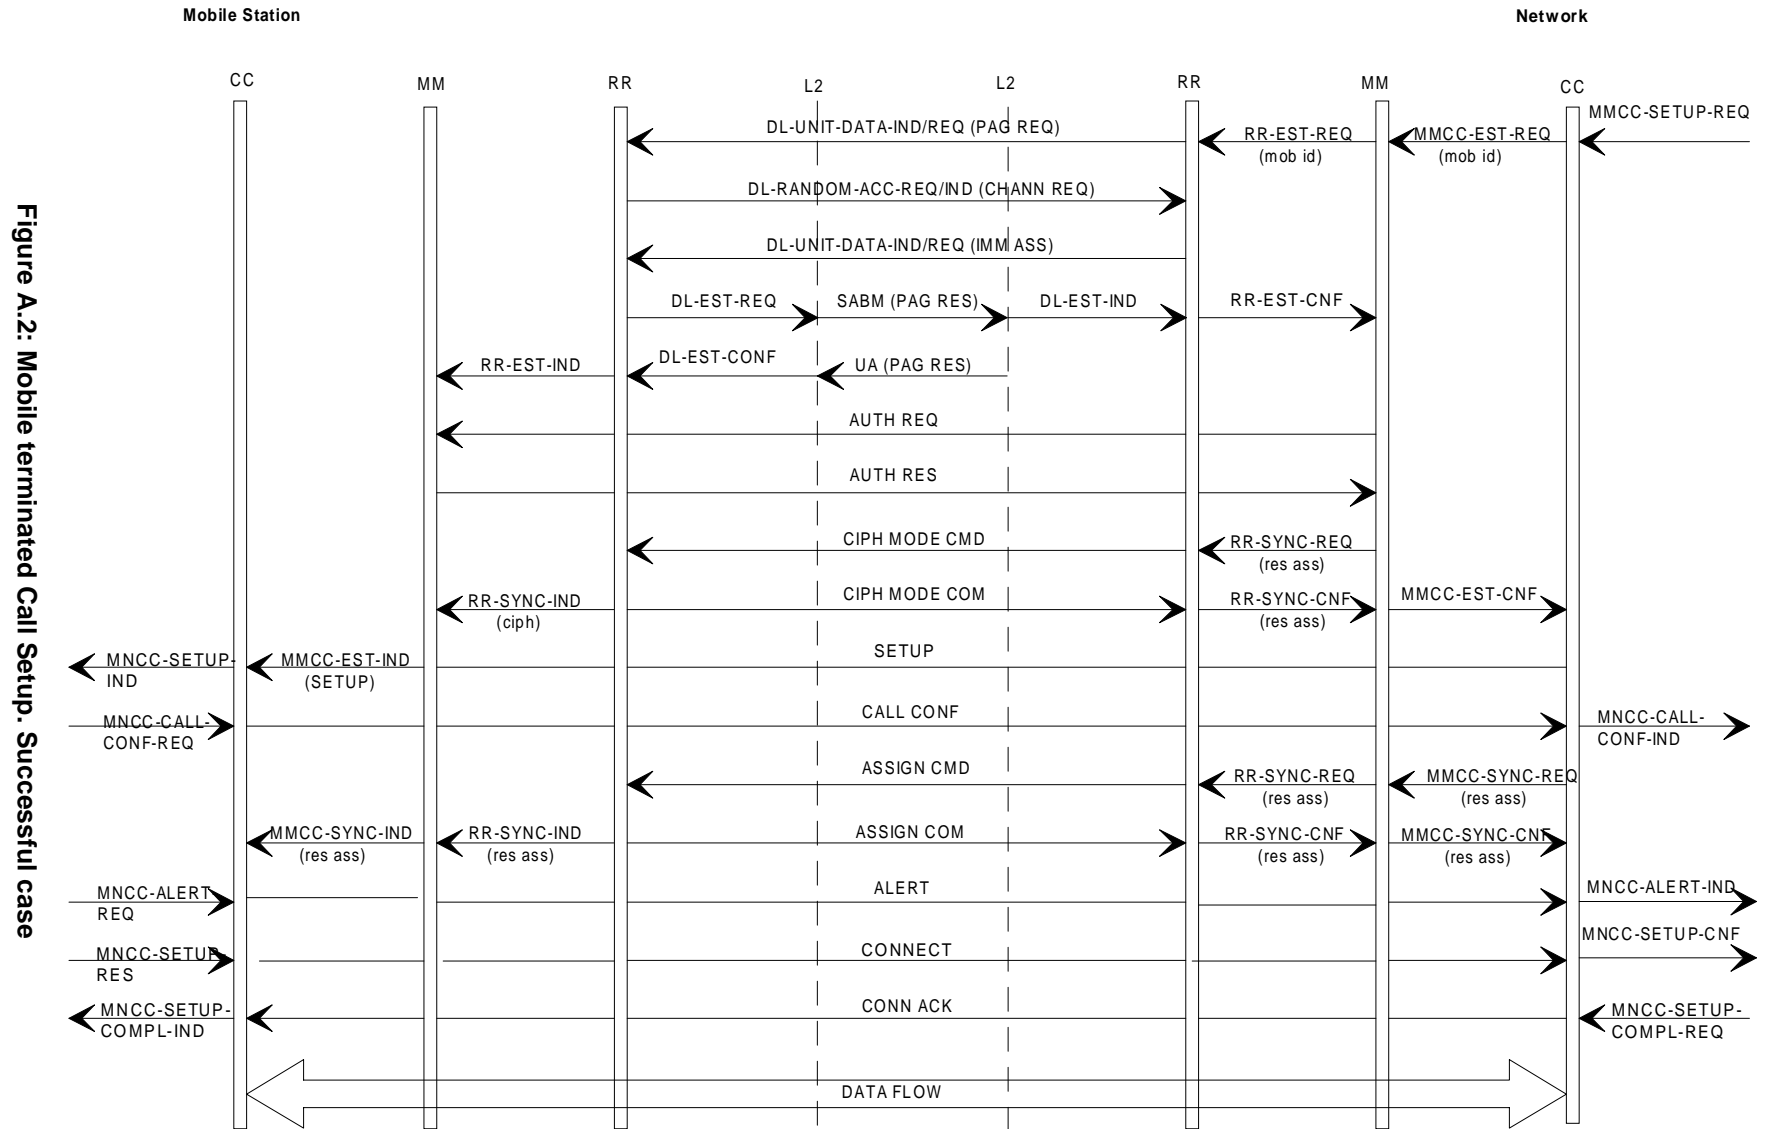 Mobile Station
Network
CC
MM
RR
L2
L2
RR
MM
CC
MMCC-SETUP-REQ
DL-UNIT-DATA-IND/REQ (PAG REQ)
RR-EST-REQ
(mob id)
MMCC-EST-REQ
(mob id)
DL-RANDOM-ACC-REQ/IND (CHANN REQ)
DL-UNIT-DATA-IND/REQ (IMM ASS)
DL-EST-REQ
SABM (PAG RES)
DL-EST-IND
RR-EST-CNF
RR-EST-IND
DL-EST-CONF
UA (PAG RES)
AUTH REQ
AUTH RES
CIPH MODE CMD
RR-SYNC-REQ
(res ass)
RR-SYNC-IND
(ciph)
CIPH MODE COM
RR-SYNC-CNF
(res ass)
MMCC-EST-CNF
MNCC-SETUP-
IND
MMCC-EST-IND
(SETUP)
SETUP
MNCC-CALL-
CONF-REQ
CALL CONF
MNCC-CALL-
CONF-IND
ASSIGN CMD
RR-SYNC-REQ
(res ass)
MMCC-SYNC-REQ
(res ass)
MMCC-SYNC-IND
(res ass)
RR-SYNC-IND
(res ass)
ASSIGN COM
RR-SYNC-CNF
(res ass)
MMCC-SYNC-CNF
(res ass)
MNCC-ALERT
REQ
ALERT
MNCC-ALERT-IND
MNCC-SETUP-
RES
CONNECT
MNCC-SETUP-CNF
MNCC-SETUP-
COMPL-IND
CONN ACK
MNCC-SETUP-
COMPL-REQ
DATA FLOW
Figure A.2: Mobile terminated Call Setup. Successful case